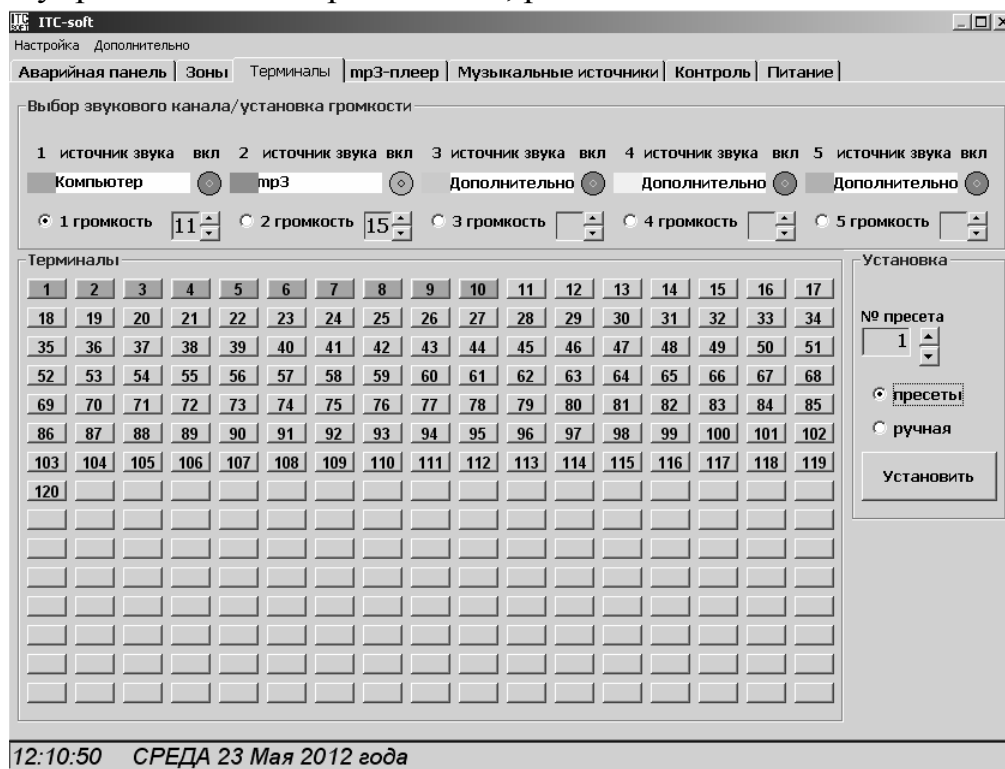 ITC-soft
Настройка Дополнительно
Аварийная панель Зоны Терминалы mp3-плеер Музыкальные источники Контроль Питание
Выбор звукового канала/установка громкости
1 источник звука вкл 2 источник звука вкл 3 источник звука вкл 4 источник звука вкл 5 источник звука вкл
Компьютер mp3 Дополнительно Дополнительно Дополнительно
1 громкость 11 2 громкость 15 3 громкость 4 громкость 5 громкость
Терминалы Установка
1 2 3 4 5 6 7 8 9 10 11 12 13 14 15 16 17
18 19 20 21 22 23 24 25 26 27 28 29 30 31 32 33 34
№ пресета
35 36 37 38 39 40 41 42 43 44 45 46 47 48 49 50 51
1
52 53 54 55 56 57 58 59 60 61 62 63 64 65 66 67 68
пресеты
69 70 71 72 73 74 75 76 77 78 79 80 81 82 83 84 85
86 87 88 89 90 91 92 93 94 95 96 97 98 99 100 101 102
ручная
103 104 105 106 107 108 109 110 111 112 113 114 115 116 117 118 119
Установить
120
12:10:50 СРЕДА 23 Мая 2012 года